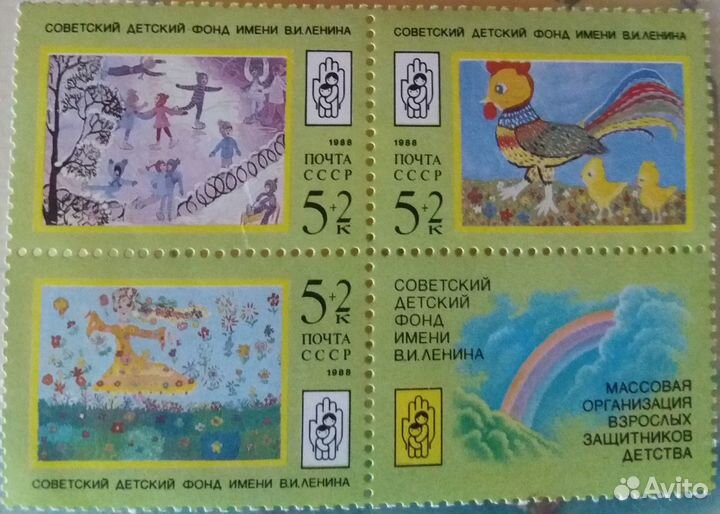 СОВЕТСКИЙ ДЕТСКИЙ ФОНД ИМЕНИ В.И.ЛЕНИНА
1988
ПОЧТА
СССР
5+2
К
СОВЕТСКИЙ ДЕТСКИЙ ФОНД ИМЕНИ В.И.ЛЕНИНА
1988
ПОЧТА
СССР
5+2
К
5+2
К
ПОЧТА
СССР
1988
СОВЕТСКИЙ ДЕТСКИЙ ФОНД ИМЕНИ В.И.ЛЕНИНА
СОВЕТСКИЙ
ДЕТСКИЙ
ФОНД
ИМЕНИ
В.И.ЛЕНИНА
МАССОВАЯ
ОРГАНИЗАЦИЯ
ВЗРОСЛЫХ
ЗАЩИТНИКОВ
ДЕТСТВА
Avito